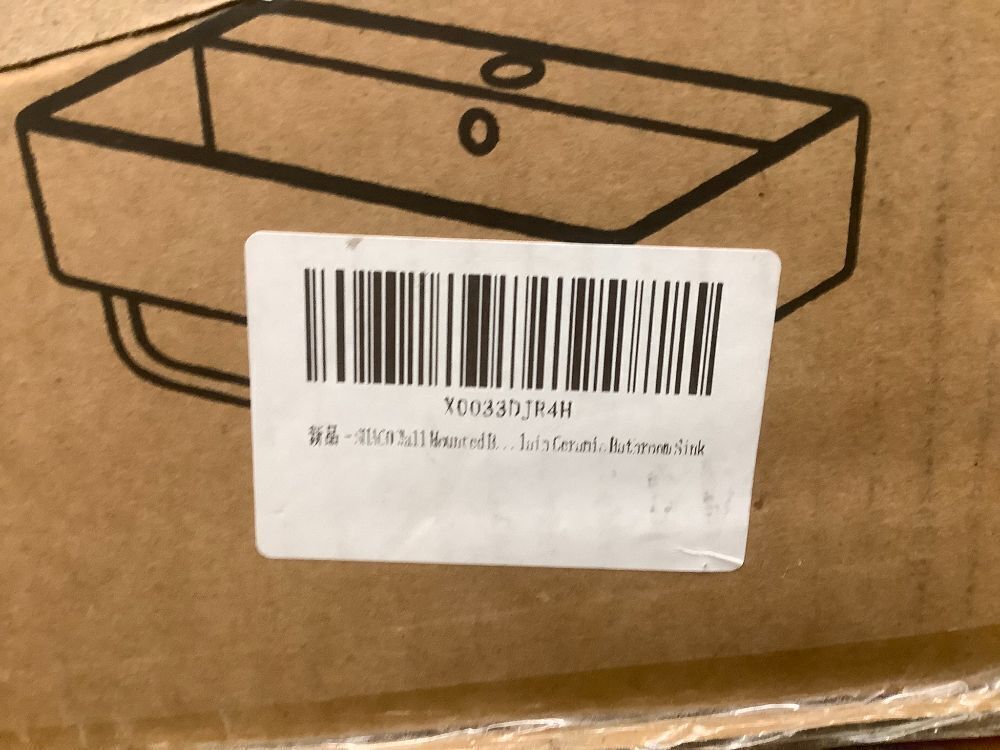 X0033DJR4H
新品 - Wall Mounted B... lain Ceramic Bathroom Sink